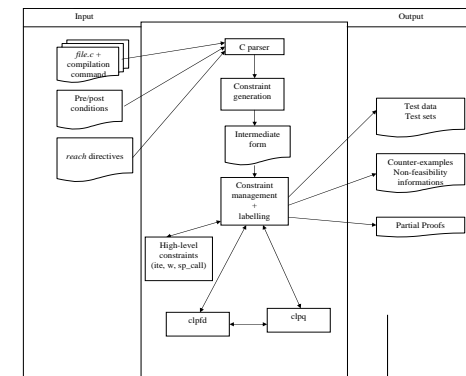 Input
Output
file.c +
compilation
command
C parser
Pre/post
conditions
Constraint
generation
Test data
Test sets
reach directives
Intermediate
form
Counter-examples
Non-feasibility
informations
Constraint
management
+
labelling
Partial Proofs
High-level
constraints
(ite, w, sp_call)
clpfd
clpq